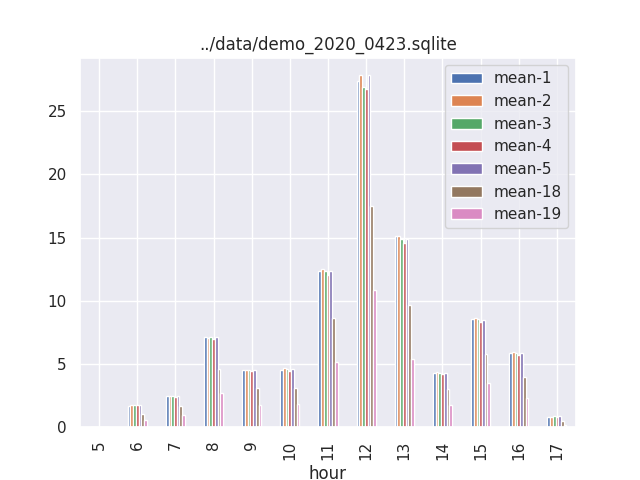 ../data/demo_2020_0423.sqlite
mean-1
mean-2
mean-3
mean-4
mean-5
mean-18
mean-19
25
20
15
10
5
0
5 6 7 8 9 10 11 12 13 14 15 16 17
hour